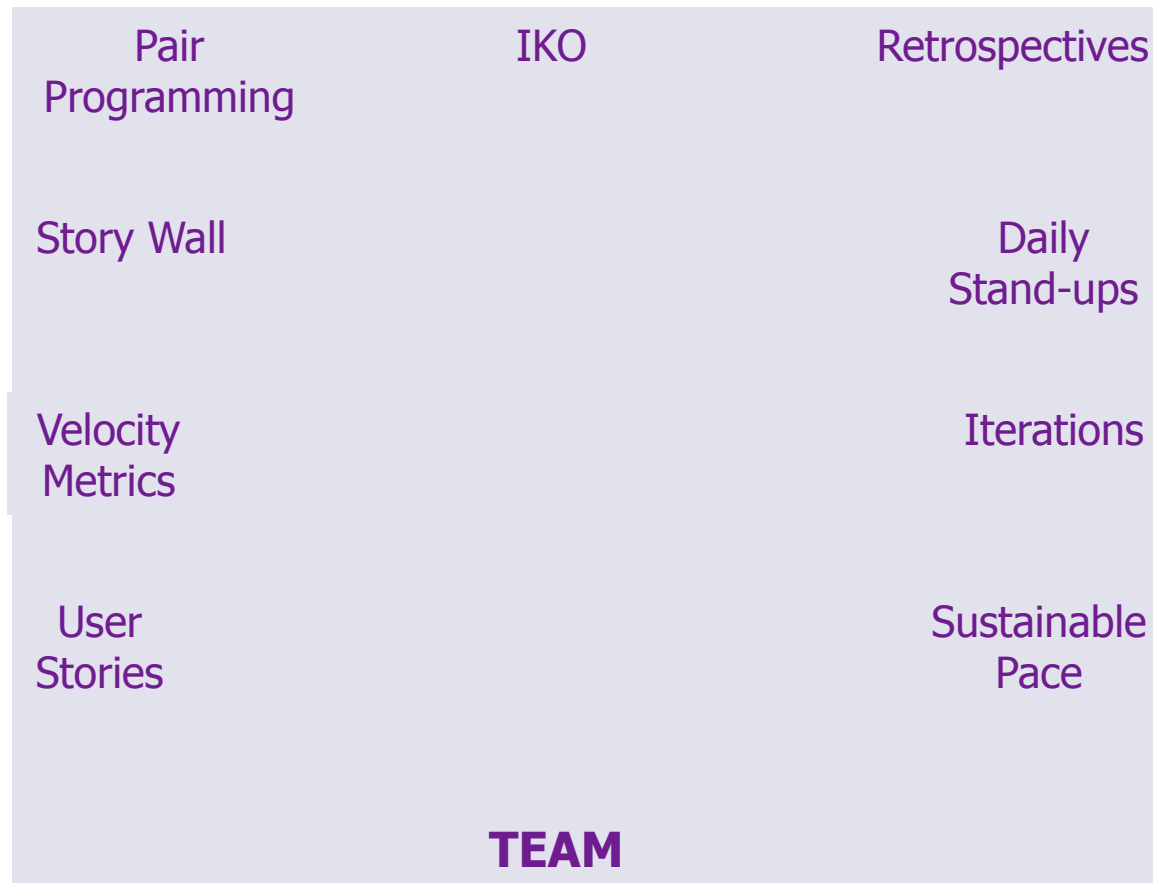 Pair
Programming
IKO
Retrospectives
Story Wall
Daily
Stand-ups
Velocity
Metrics
Iterations
User
Stories
Sustainable
Pace
TEAM